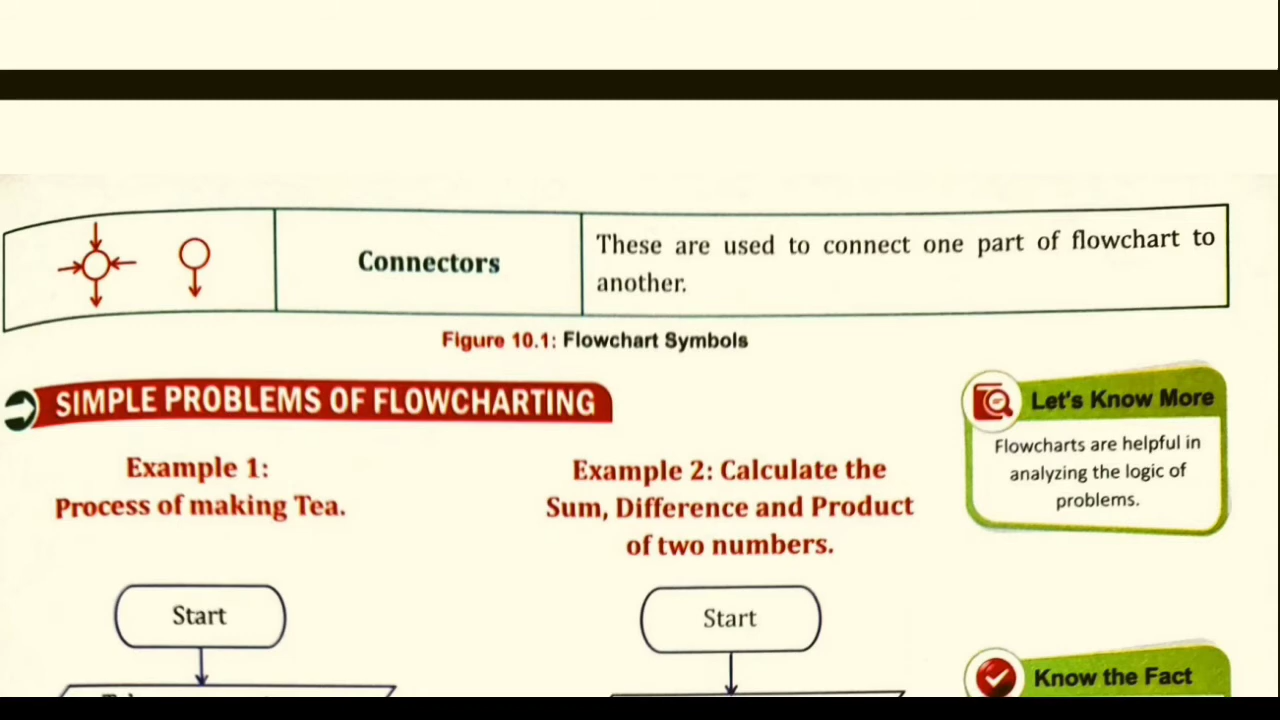 Connectors
These are used to connect one part of flowchart to
another.
Figure 10.1: Flowchart Symbols
SIMPLE PROBLEMS OF FLOWCHARTING
Example 1:
Process of making Tea.
Example 2: Calculate the
Sum, Difference and Product
of two numbers.
Let's Know More
Flowcharts are helpful in
analyzing the logic of
problems.
Start
Start
Know the Fact